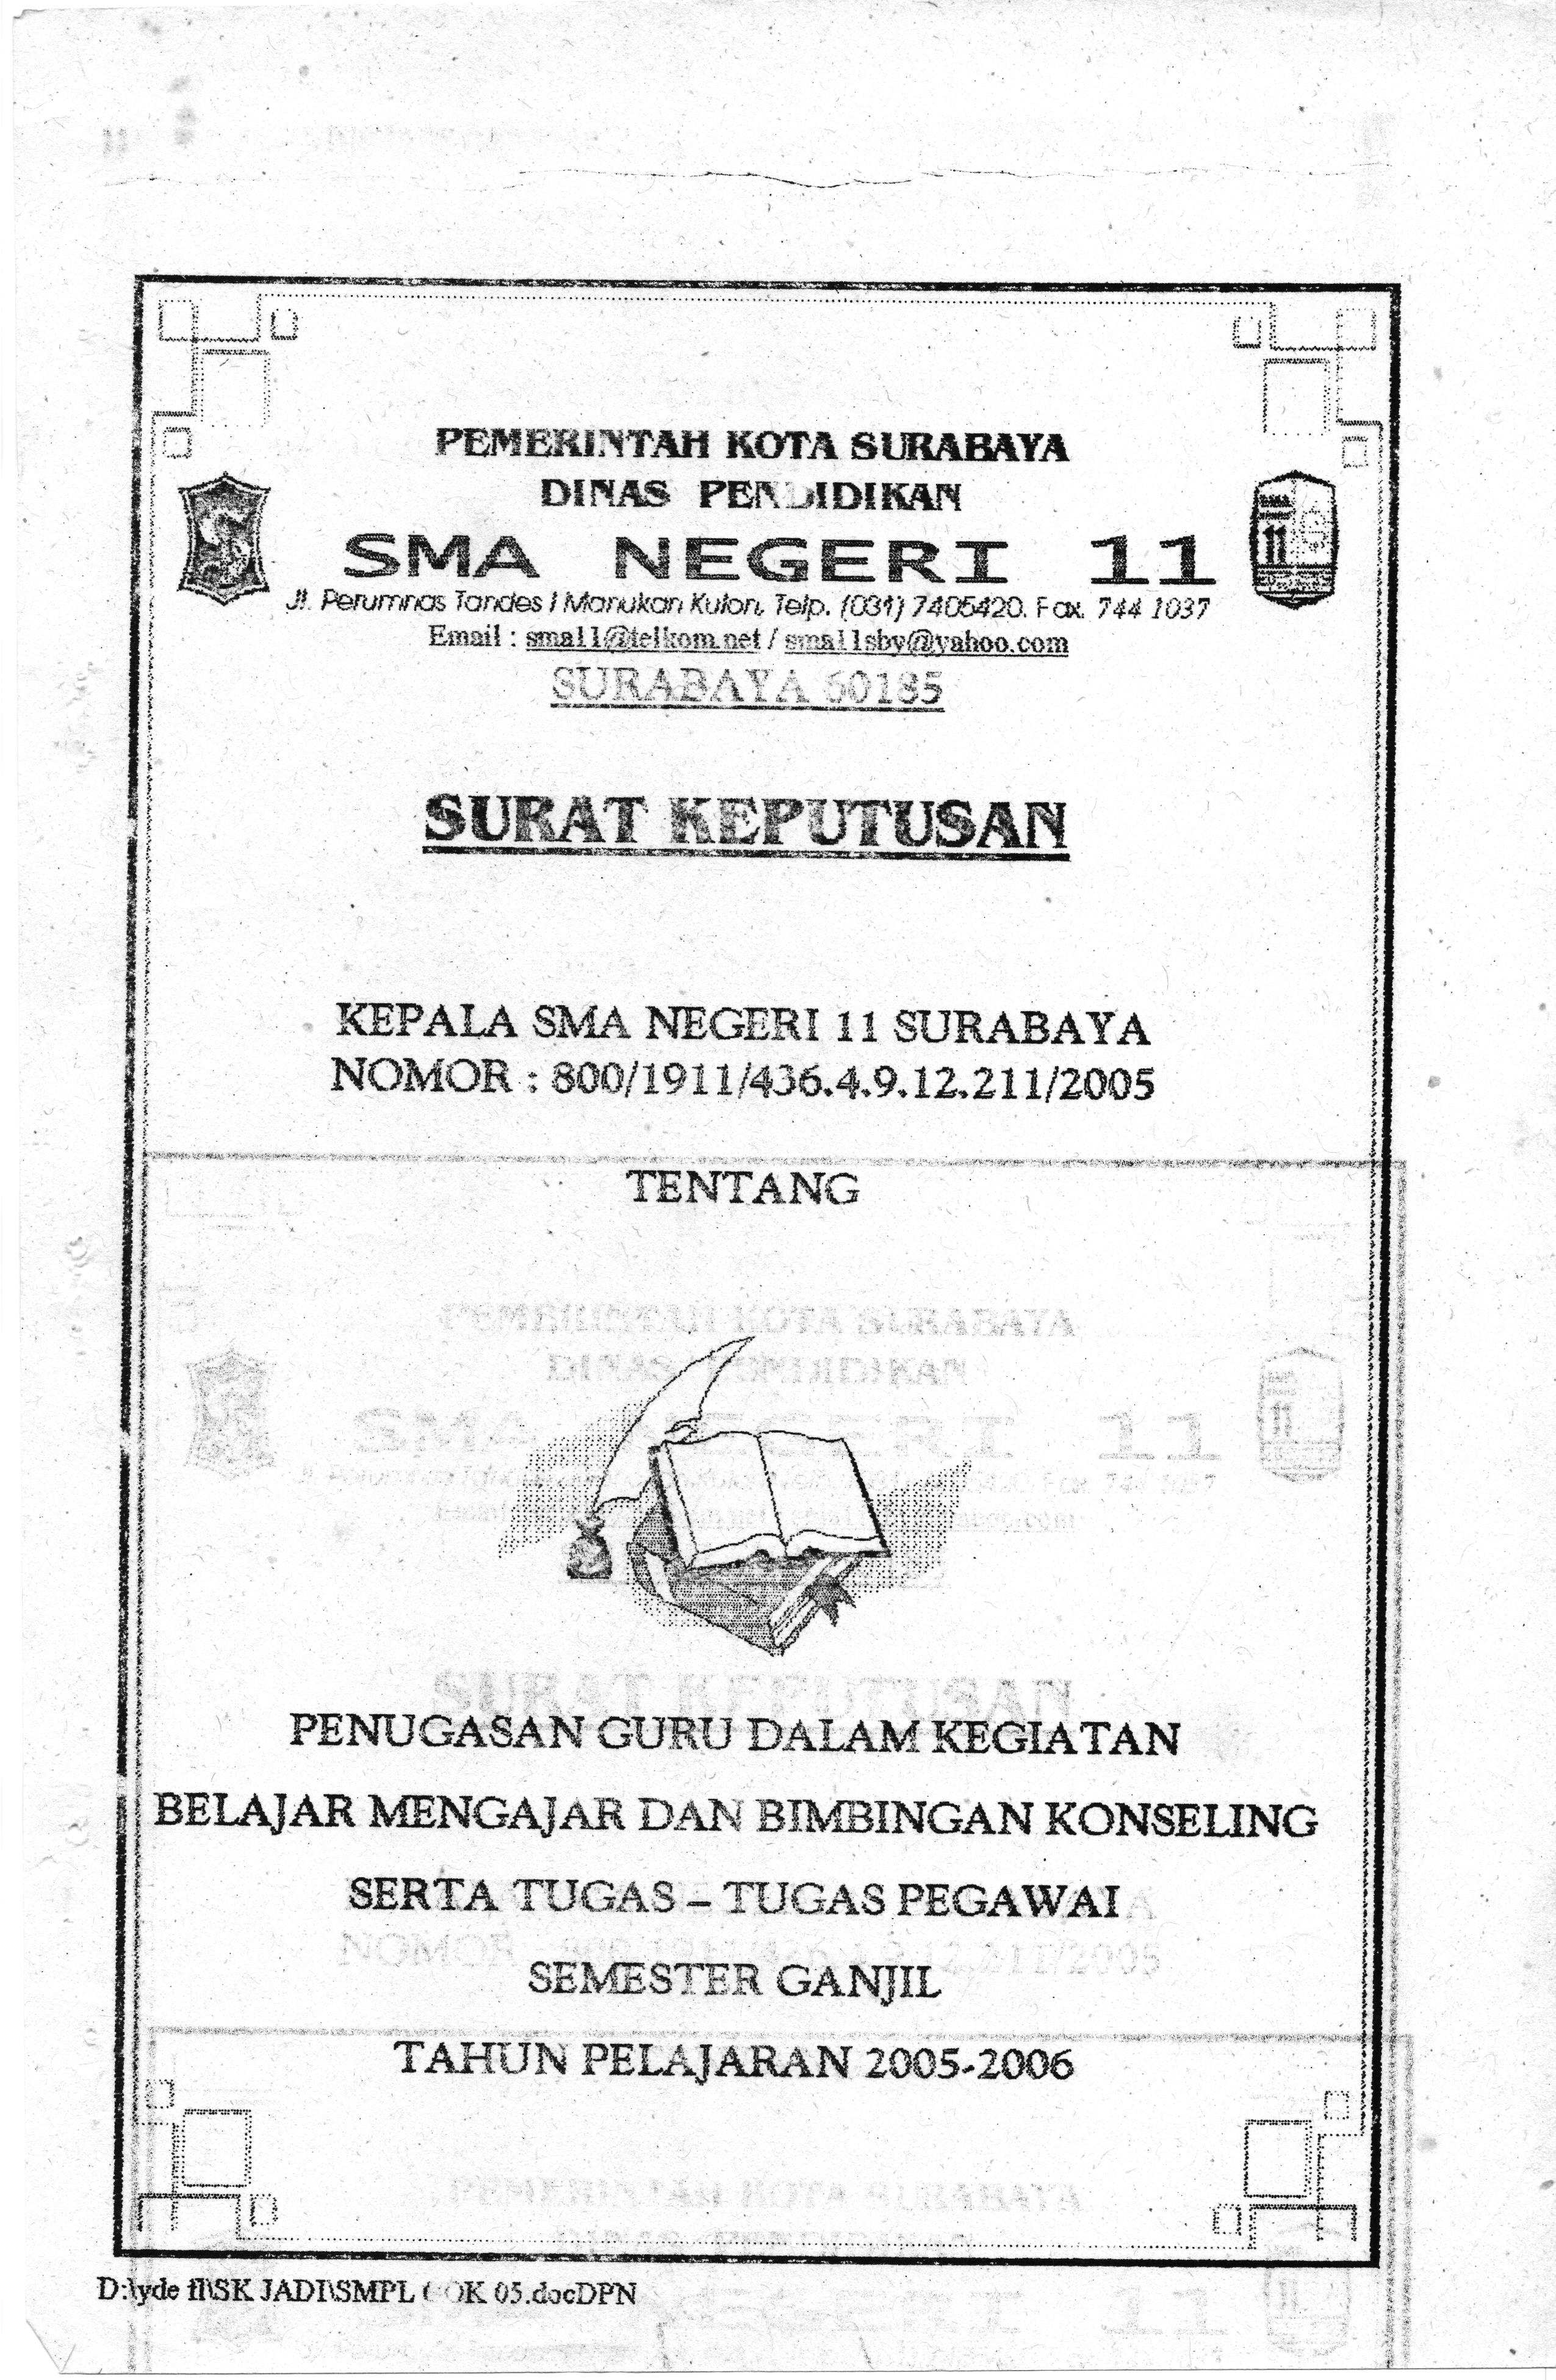 PEMERINTAH KOTA SURABAYA
DINAS PENDIDIKAN
SMA NEGERI 11
Jl. Perumnas Tandes I Manukan Kulon, Telp. (031) 7405420. Fax. 744 1037
Email : sma11@telkom.net / sma11sby@yahoo.com
SURABAYA 60185
SURAT KEPUTUSAN
KEPALA SMA NEGERI 11 SURABAYA
NOMOR : 800/1911/436.4.9.12.211/2005
TENTANG
PENUGASAN GURU DALAM KEGIATAN
BELAJAR MENGAJAR DAN BIMBINGAN KONSELING
SERTA TUGAS – TUGAS PEGAWAI
SEMESTER GANJIL
TAHUN PELAJARAN 2005-2006
D:\yde fl\SK JADI\SMPL 05.docDPN